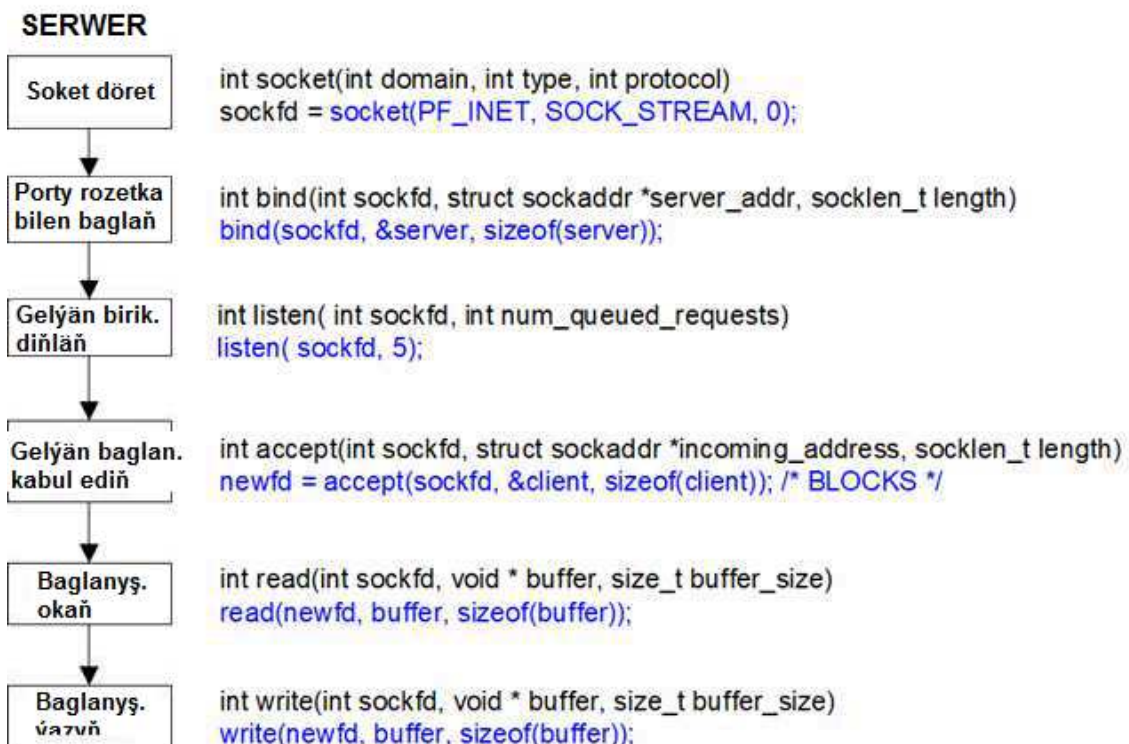 SERWER
Soket döret
int socket(int domain, int type, int protocol)
sockfd = socket(PF_INET, SOCK_STREAM, 0);
Porty rozetka
bilen baglaň
int bind(int sockfd, struct sockaddr *server_addr, socklen_t length)
bind(sockfd, &server, sizeof(server));
Gelýän birik.
diňläň
int listen( int sockfd, int num_queued_requests)
listen( sockfd, 5);
Gelýän baglan.
kabul ediň
int accept(int sockfd, struct sockaddr *incoming_address, socklen_t length)
newfd = accept(sockfd, &client, sizeof(client)); /* BLOCKS */
Baglanyş.
okaň
int read(int sockfd, void * buffer, size_t buffer_size)
read(newfd, buffer, sizeof(buffer));
Baglanyş.
ýazyň
int write(int sockfd, void * buffer, size_t buffer_size)
write(newfd, buffer, sizeof(buffer));